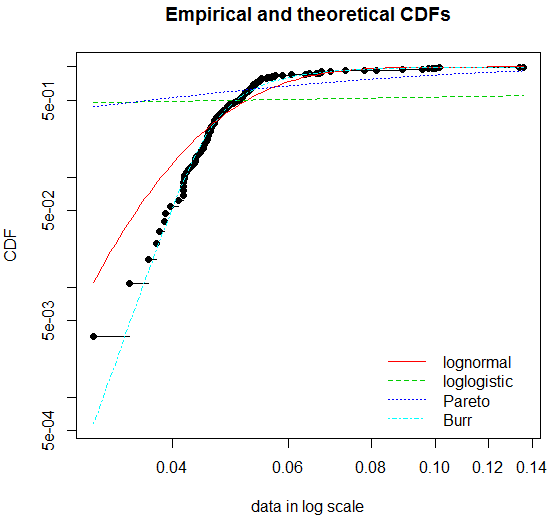 Empirical and theoretical CDFs
CDF
5e-01
5e-02
5e-03
5e-04
lognormal
loglogistic
Pareto
Burr
0.04 0.06 0.08 0.10 0.12 0.14
data in log scale